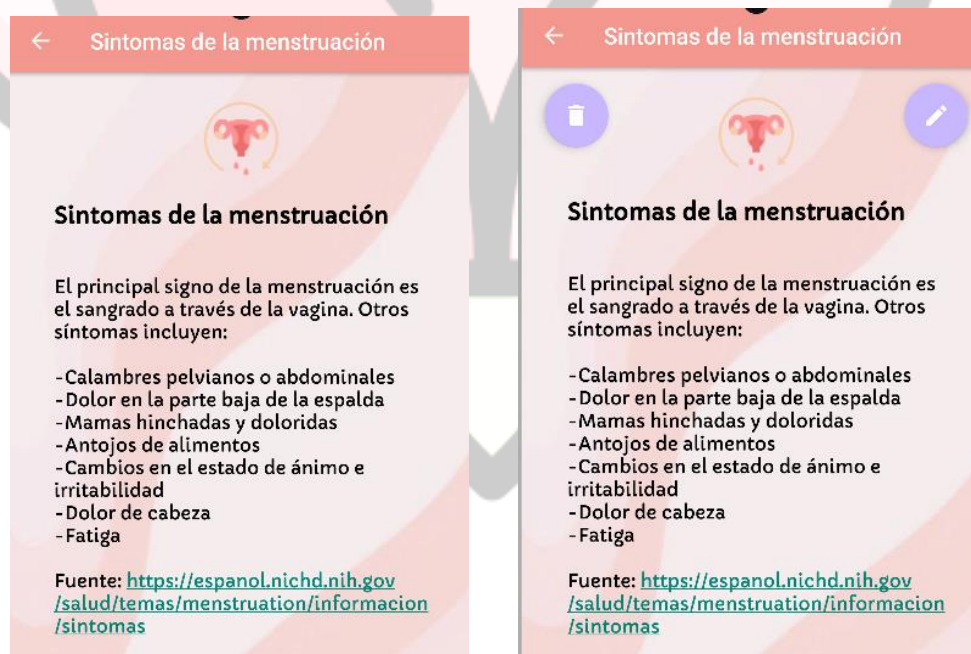 Sintomas de la menstruación
Sintomas de la menstruación
El principal signo de la menstruación es
el sangrado a través de la vagina. Otros
síntomas incluyen:
-Calambres pelvianos o abdominales
-Dolor en la parte baja de la espalda
-Mamas hinchadas y doloridas
-Antojos de alimentos
-Cambios en el estado de ánimo e
irritabilidad
-Dolor de cabeza
-Fatiga
Fuente: https://espanol.nichd.nih.gov
/salud/temas/menstruation/informacion
/sintomas
Sintomas de la menstruación
Sintomas de la menstruación
El principal signo de la menstruación es
el sangrado a través de la vagina. Otros
síntomas incluyen:
-Calambres pelvianos o abdominales
-Dolor en la parte baja de la espalda
-Mamas hinchadas y doloridas
-Antojos de alimentos
-Cambios en el estado de ánimo e
irritabilidad
-Dolor de cabeza
-Fatiga
Fuente: https://espanol.nichd.nih.gov
/salud/temas/menstruation/informacion
/sintomas